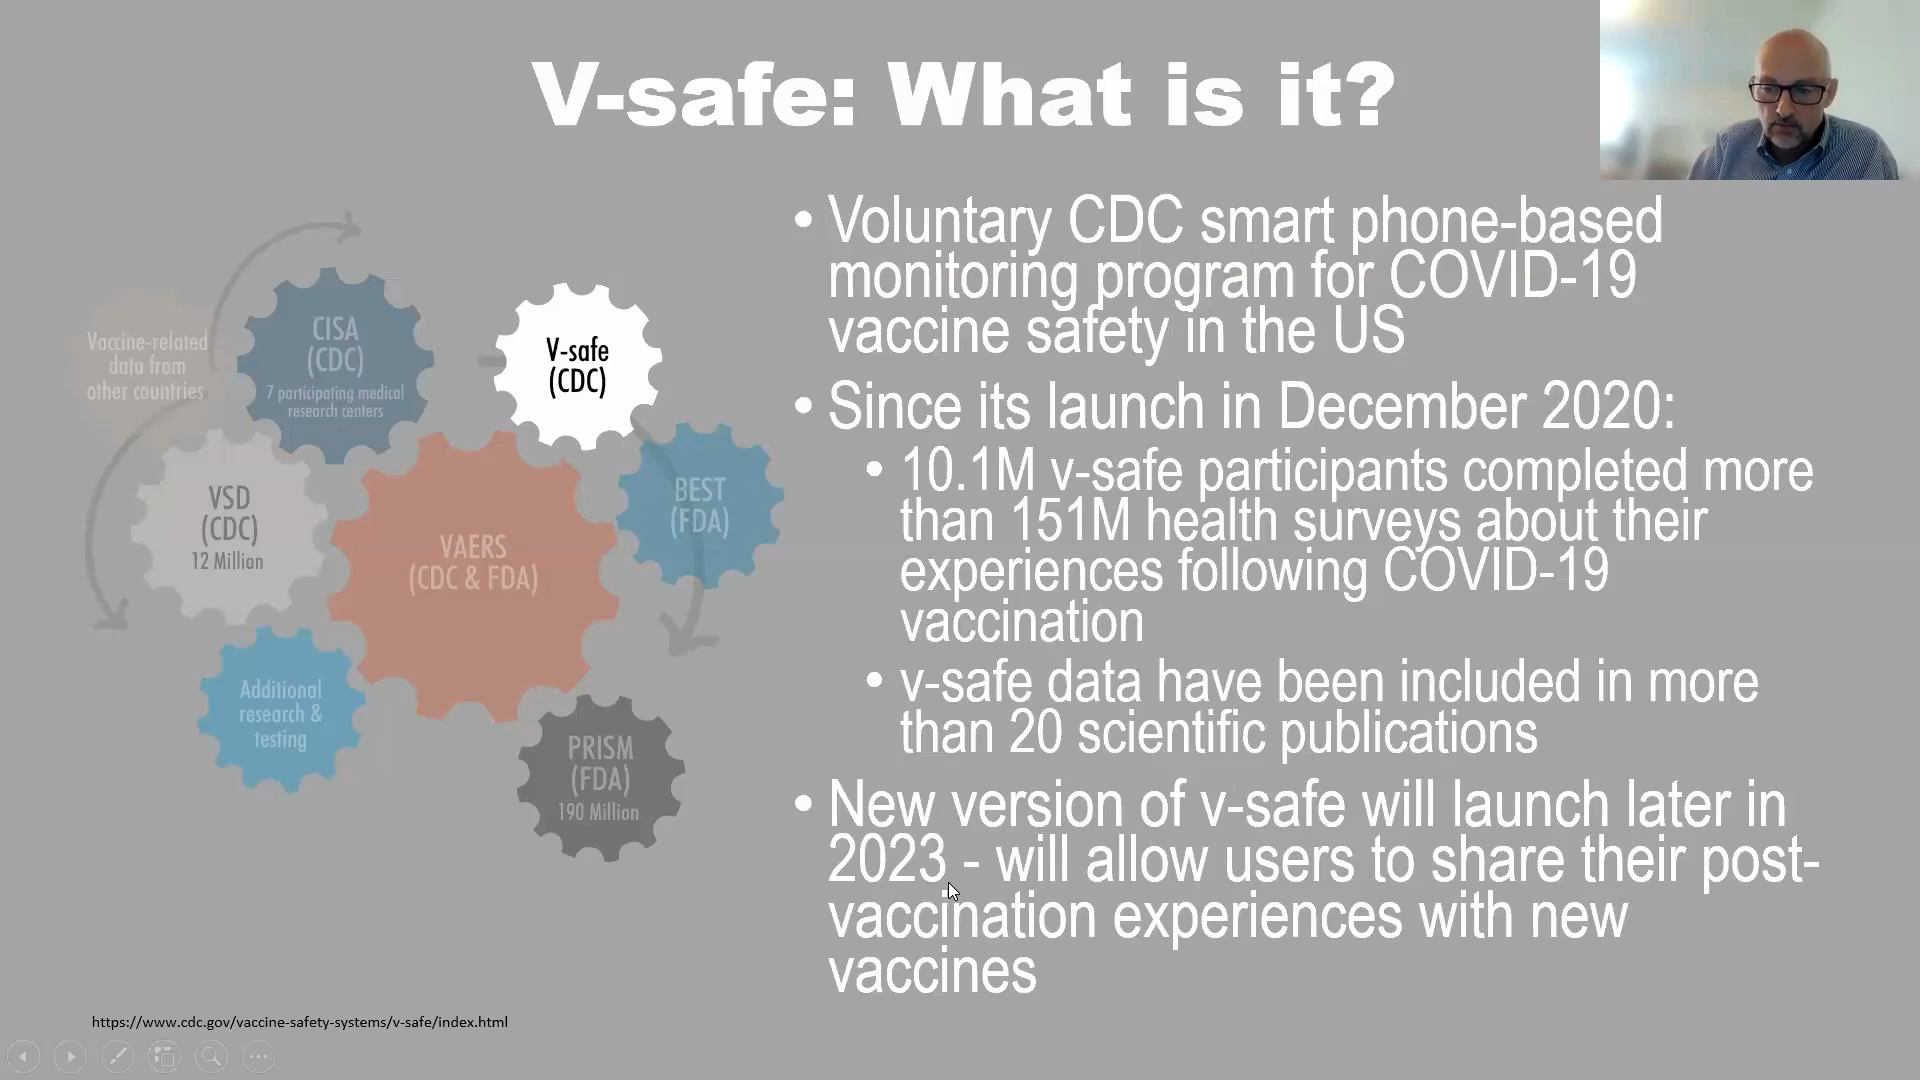 V-safe: What is it?
Vaccine-related
data from
other countries
CISA
(CDC)
7 participating medical
research centers
V-safe
(CDC)
VSD
(CDC)
12 Million
VAERS
(CDC & FDA)
BEST
(FDA)
Additional
research &
testing
PRISM
(FDA)
190 Million
• Voluntary CDC smart phone-based
monitoring program for COVID-19
vaccine safety in the US
• Since its launch in December 2020:
• 10.1M v-safe participants completed more
than 151M health surveys about their
experiences following COVID-19
vaccination
• v-safe data have been included in more
than 20 scientific publications
• New version of v-safe will launch later in
2023 - will allow users to share their post-
vaccination experiences with new
vaccines
https://www.cdc.gov/vaccine-safety-systems/v-safe/index.html